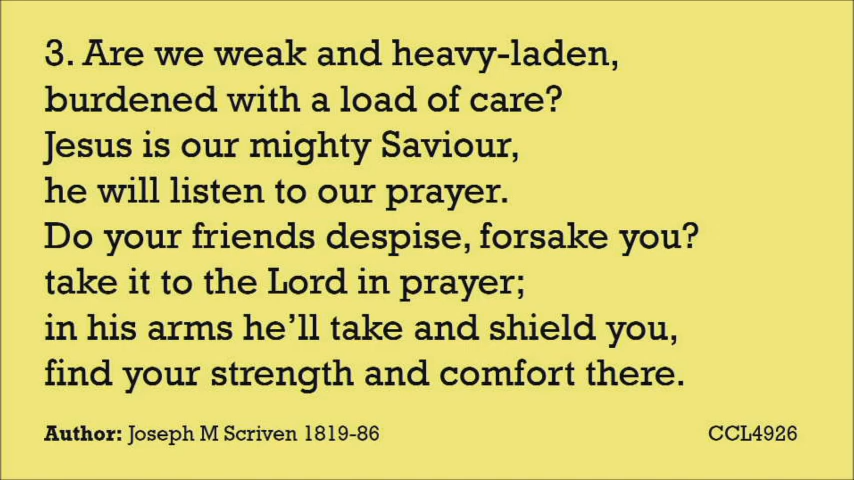 3. Are we weak and heavy-laden,
burdened with a load of care?
Jesus is our mighty Saviour,
he will listen to our prayer.
Do your friends despise, forsake you?
take it to the Lord in prayer;
in his arms he’ll take and shield you,
find your strength and comfort there.
Author: Joseph M Scriven 1819-86
CCL4926